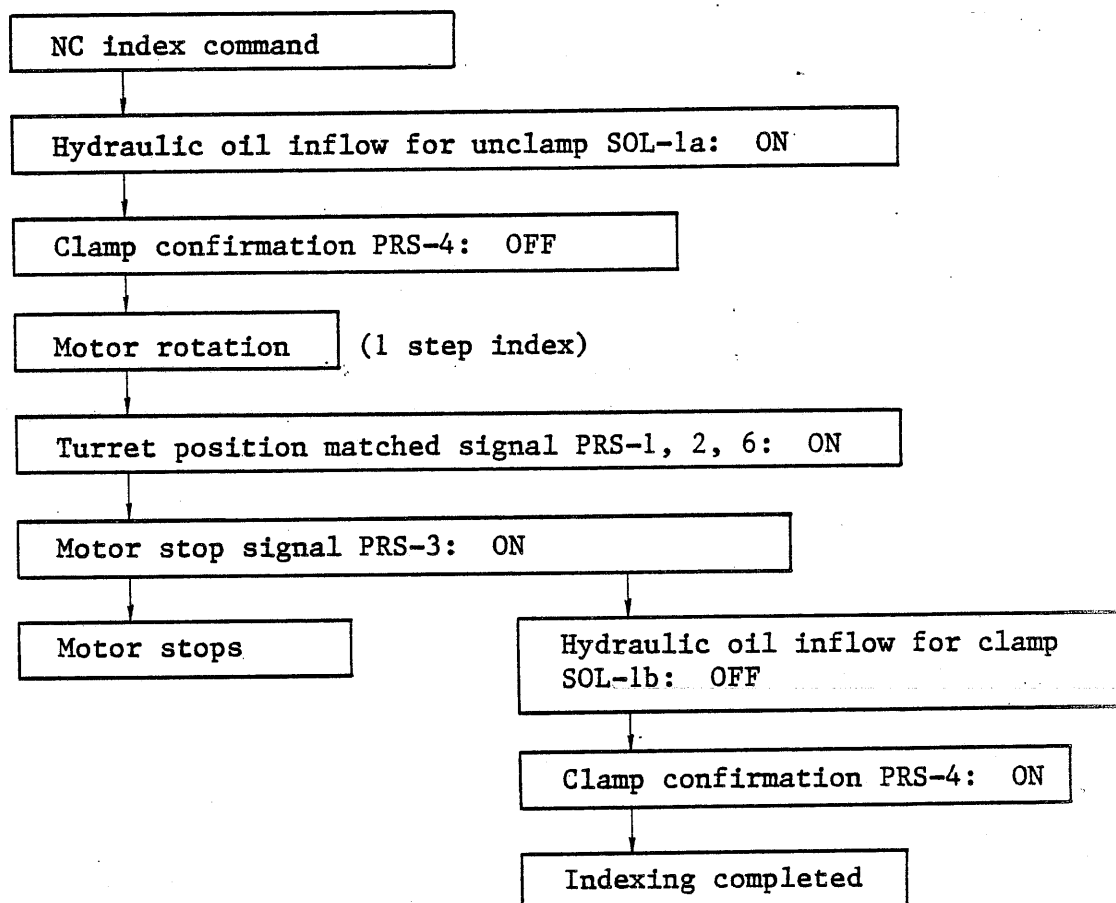 NC index command
Hydraulic oil inflow for unclamp SOL-1a: ON
Clamp confirmation PRS-4: OFF
Motor rotation (1 step index)
Turret position matched signal PRS-1, 2, 6: ON
Motor stop signal PRS-3: ON
Motor stops
Hydraulic oil inflow for clamp
SOL-1b: OFF
Clamp confirmation PRS-4: ON
Indexing completed